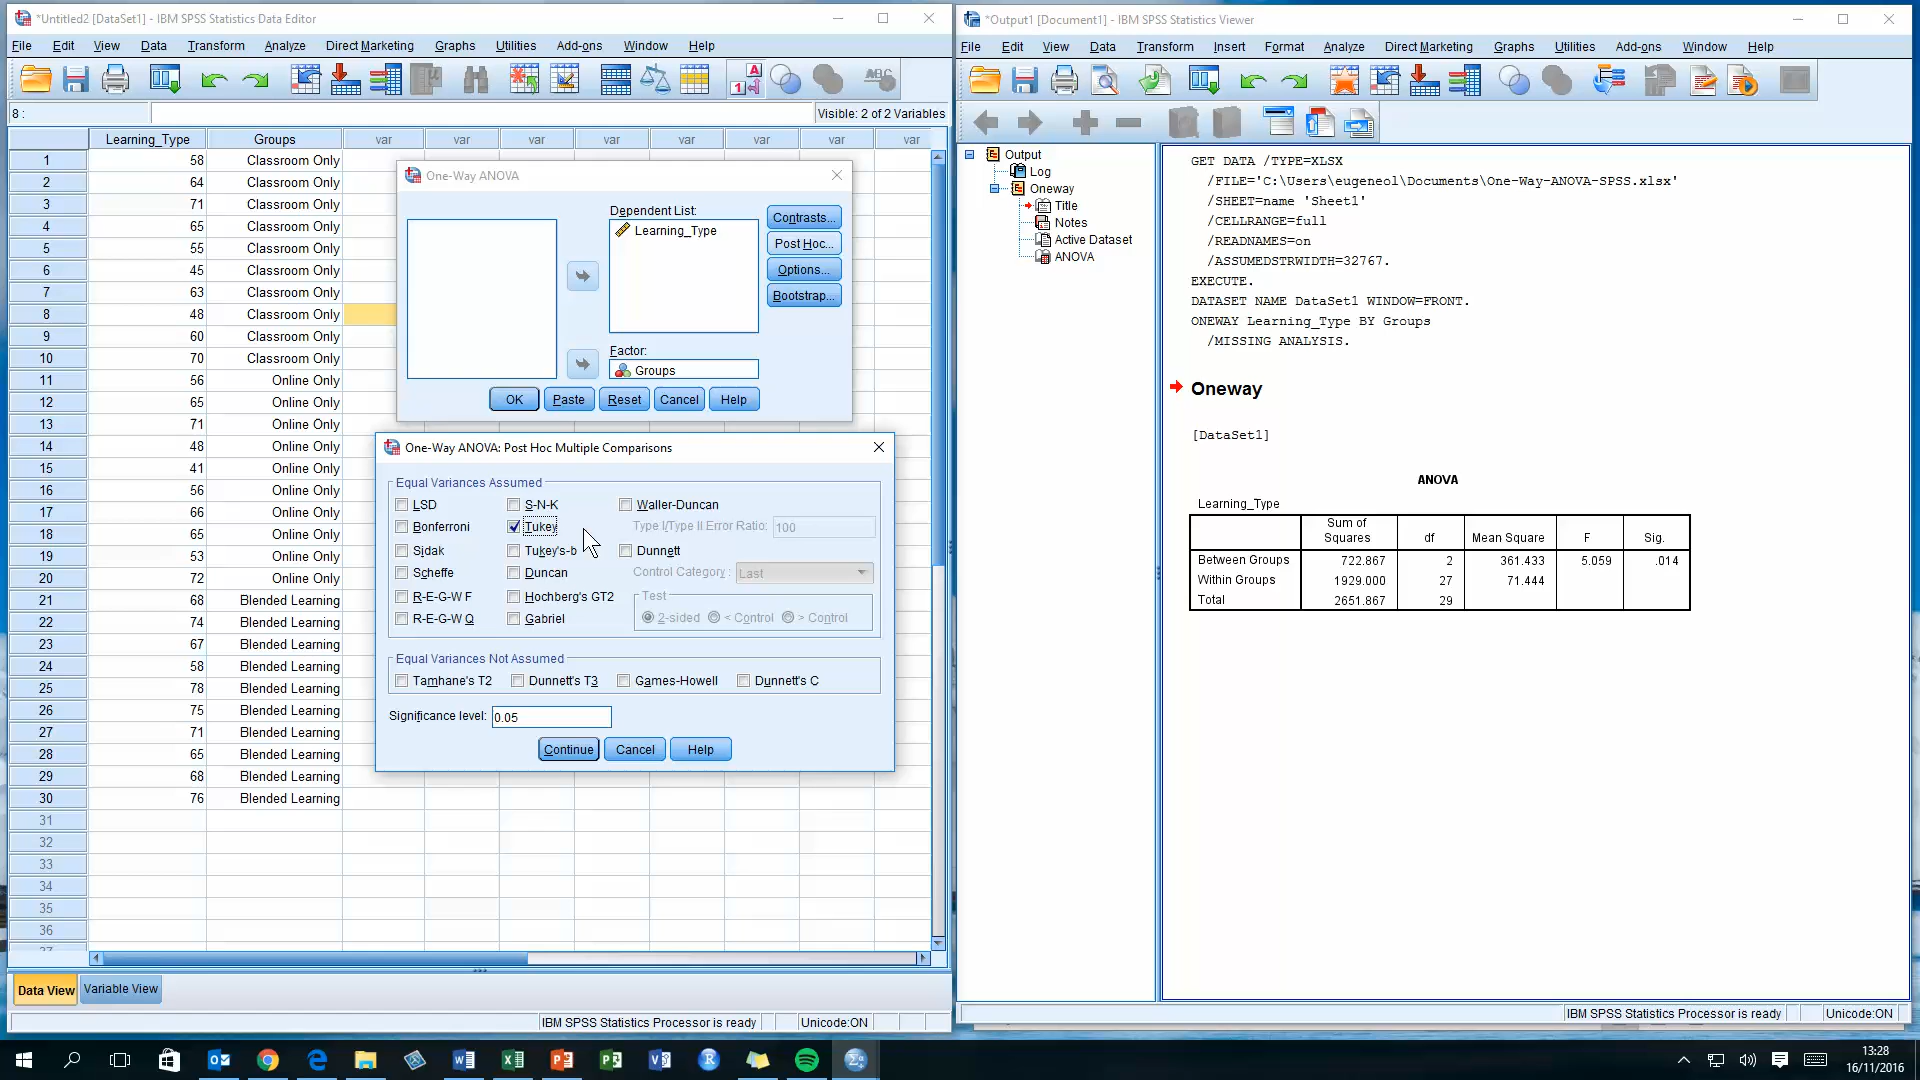 *Untitled2 [DataSet1] - IBM SPSS Statistics Data Editor
File Edit View Data Transform Analyze Direct Marketing Graphs Utilities Add-ons Window Help
8 :
Visible: 2 of 2 Variables
Learning_Type Groups var var var var var var var var
1 58 Classroom Only
2 64 Classroom Only
3 71 Classroom Only
4 65 Classroom Only
5 55 Classroom Only
6 45 Classroom Only
7 63 Classroom Only
8 48 Classroom Only
9 60 Classroom Only
10 70 Classroom Only
11 56 Online Only
12 65 Online Only
13 71 Online Only
14 48 Online Only
15 41 Online Only
16 56 Online Only
17 66 Online Only
18 65 Online Only
19 53 Online Only
20 72 Online Only
21 68 Blended Learning
22 74 Blended Learning
23 67 Blended Learning
24 58 Blended Learning
25 78 Blended Learning
26 75 Blended Learning
27 71 Blended Learning
28 65 Blended Learning
29 68 Blended Learning
30 76 Blended Learning
31
32
33
34
35
36
37
One-Way ANOVA
Dependent List:
Learning_Type
Contrasts...
Post Hoc...
Options...
Bootstrap...
Factor:
Groups
OK Paste Reset Cancel Help
One-Way ANOVA: Post Hoc Multiple Comparisons
Equal Variances Assumed
LSD S-N-K Waller-Duncan
Bonferroni Tukey Type I/Type II Error Ratio: 100
Sidak Tukey's-b Dunnett
Scheffe Duncan Control Category : Last
R-E-G-W F Hochberg's GT2 Test
R-E-G-W Q Gabriel 2-sided < Control > Control
Equal Variances Not Assumed
Tamhane's T2 Dunnett's T3 Games-Howell Dunnett's C
Significance level: 0.05
Continue Cancel Help
Data View Variable View
IBM SPSS Statistics Processor is ready Unicode:ON
*Output1 [Document1] - IBM SPSS Statistics Viewer
File Edit View Data Transform Insert Format Analyze Direct Marketing Graphs Utilities Add-ons Window Help
Output
Log
Oneway
Title
Notes
Active Dataset
ANOVA
GET DATA /TYPE=XLSX
/FILE='C:\Users\eugeneol\Documents\One-Way-ANOVA-SPSS.xlsx'
/SHEET=name 'Sheet1'
/CELLRANGE=full
/READNAMES=on
/ASSUMEDSTRWIDTH=32767.
EXECUTE.
DATASET NAME DataSet1 WINDOW=FRONT.
ONEWAY Learning_Type BY Groups
/MISSING ANALYSIS.
Oneway
[DataSet1]
ANOVA
Learning_Type
Sum of Squares df Mean Square F Sig.
Between Groups 722.867 2 361.433 5.059 .014
Within Groups 1929.000 27 71.444
Total 2651.867 29
IBM SPSS Statistics Processor is ready Unicode:ON
13:28
16/11/2016